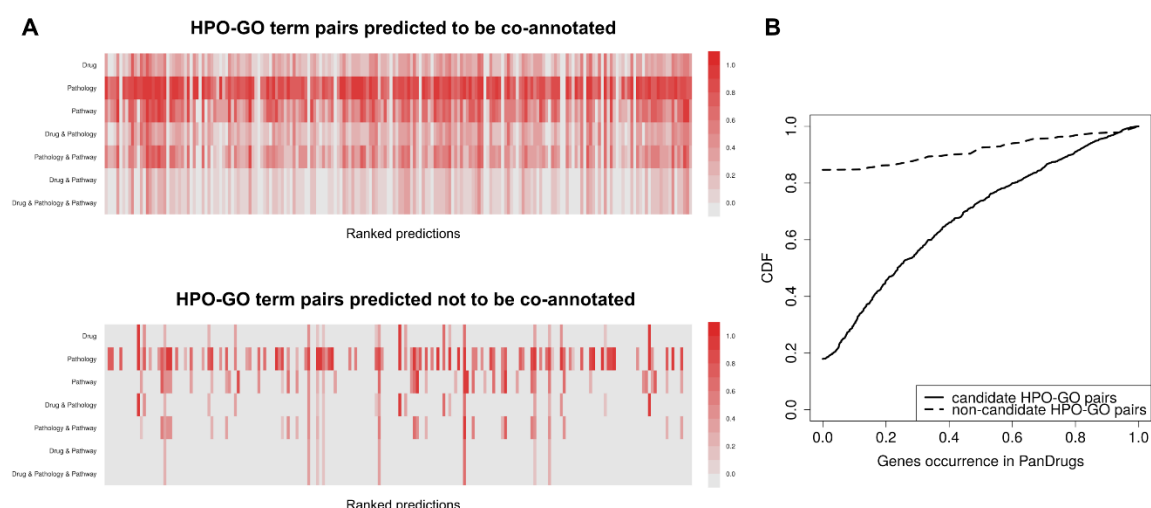 A
HPO-GO term pairs predicted to be co-annotated
Drug
Pathology
Pathway
Drug & Pathology
Pathology & Pathway
Drug & Pathway
Drug & Pathology & Pathway
1.0
0.8
0.6
0.4
0.2
0.0
Ranked predictions
HPO-GO term pairs predicted not to be co-annotated
Drug
Pathology
Pathway
Drug & Pathology
Pathology & Pathway
Drug & Pathway
Drug & Pathology & Pathway
1.0
0.8
0.6
0.4
0.2
0.0
Ranked predictions
B
CDF
1.0
0.8
0.6
0.4
0.2
0.0
candidate HPO-GO pairs
non-candidate HPO-GO pairs
0.0 0.2 0.4 0.6 0.8 1.0
Genes occurrence in PanDrugs